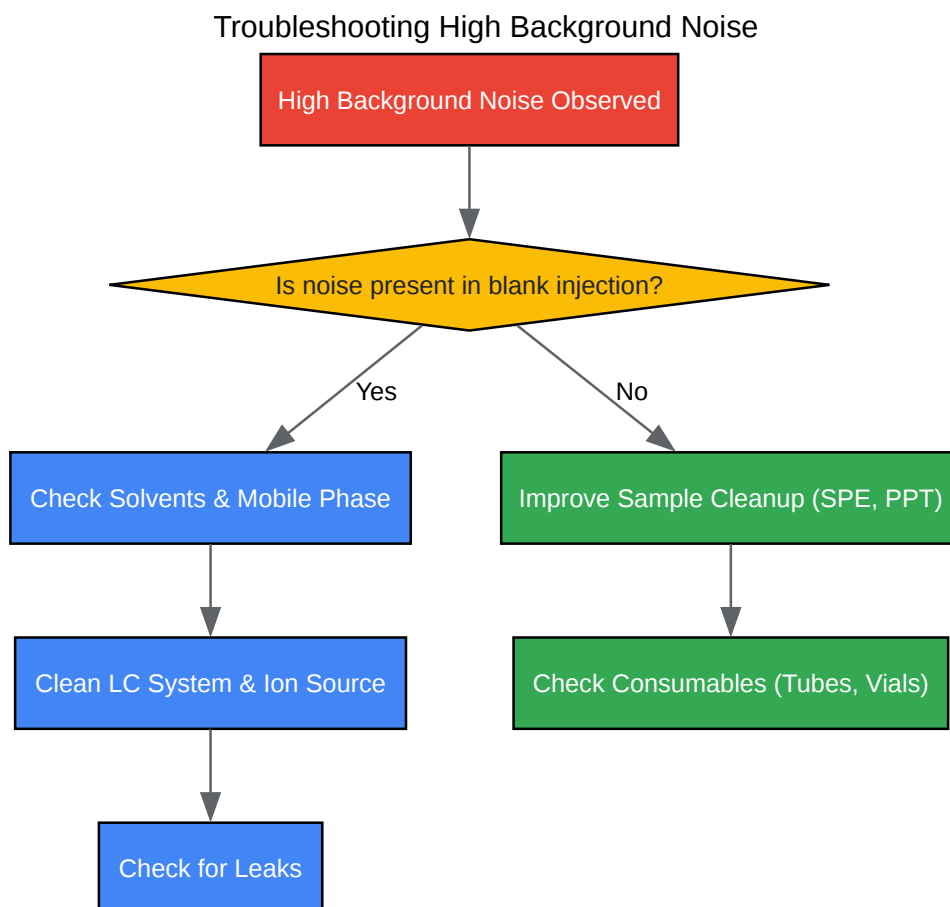 Troubleshooting High Background Noise
High Background Noise Observed
Is noise present in blank injection?
Yes
No
Check Solvents & Mobile Phase
Improve Sample Cleanup (SPE, PPT)
Clean LC System & Ion Source
Check Consumables (Tubes, Vials)
Check for Leaks